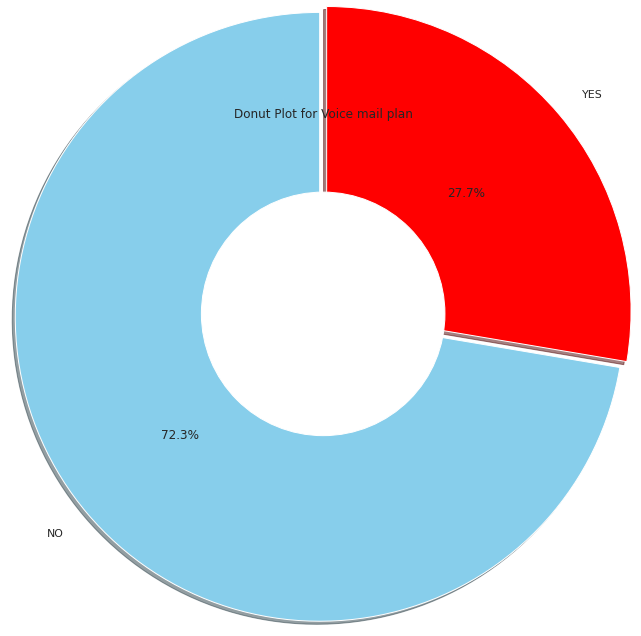 YES
Donut Plot for Voice mail plan
27.7%
72.3%
NO